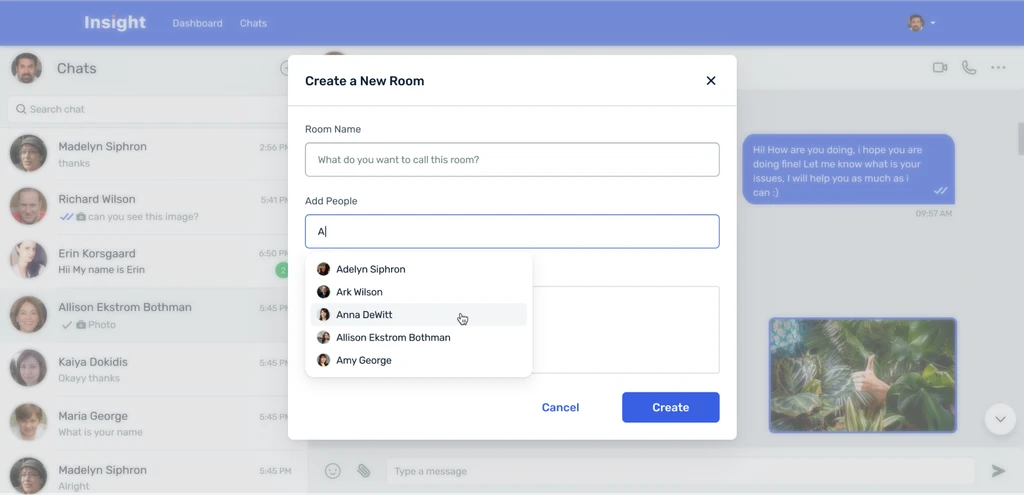 Insight
Dashboard
Chats
Chats
Search chat
Madelyn Siphron
2:56 PM
thanks
Richard Wilson
5:41 PM
can you see this image?
Erin Korsgaard
6:50 PM
Hii My name is Erin
2
Allison Ekstrom Bothman
5:45 PM
Photo
Kaiya Dokidis
5:45 PM
Okayy thanks
Maria George
5:45 PM
What is your name
Madelyn Siphron
5:45 PM
Alright
Create a New Room
Room Name
What do you want to call this room?
Add People
A
Adelyn Siphron
Ark Wilson
Anna DeWitt
Allison Ekstrom Bothman
Amy George
Cancel
Create
Hi! How are you doing, i hope you are
doing fine! Let me know what is your
issues, I will help you as much as i
can :)
09:57 AM
Type a message